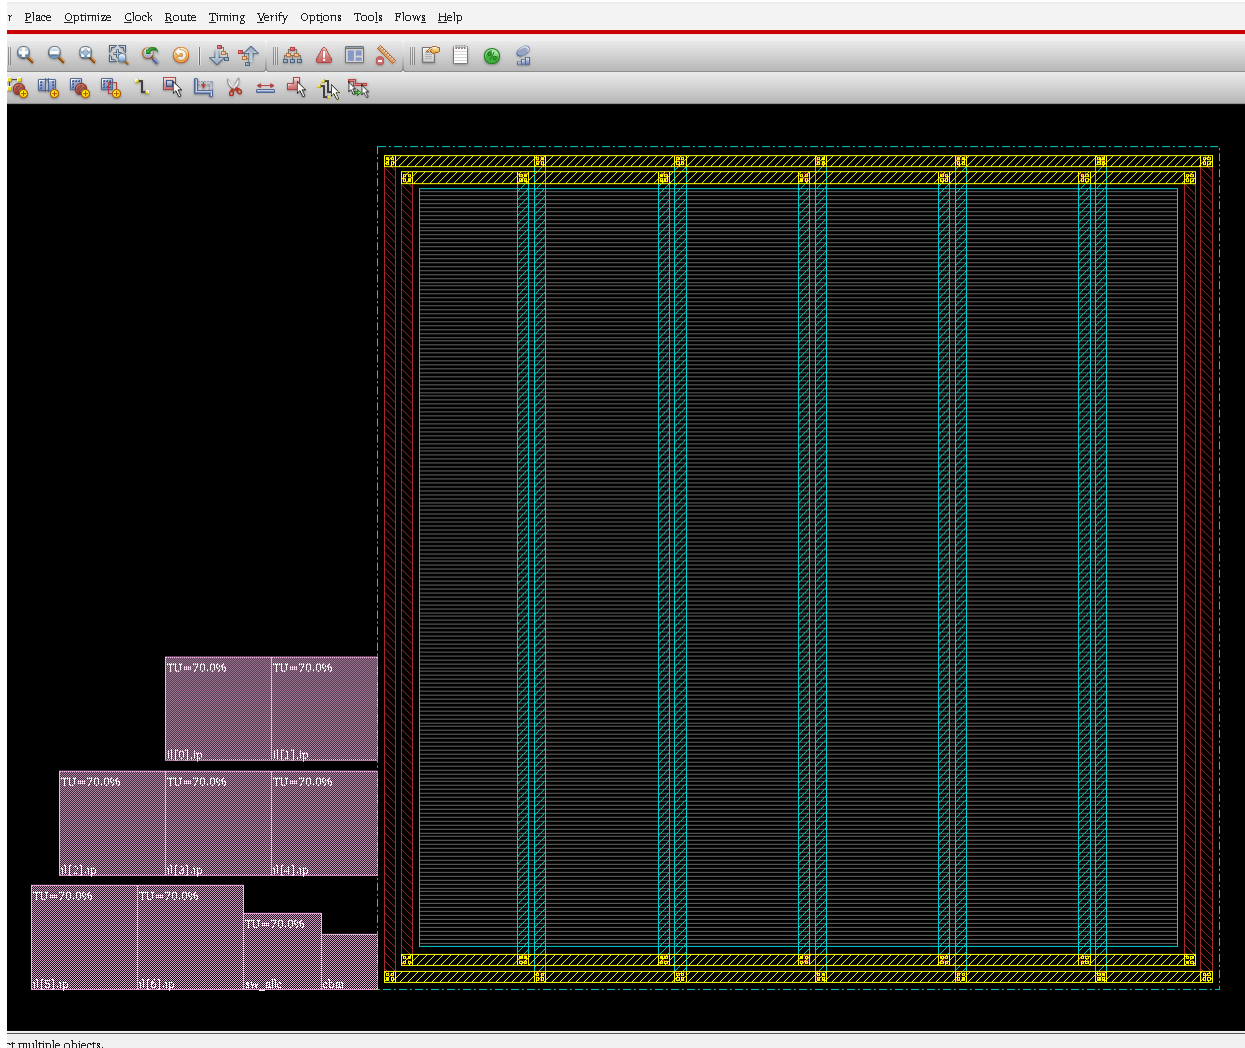 r Place Optimize Clock Route Timing Verify Options Tools Flows Help
TU=70.0% TU=70.0%
il[0].ip il[1].ip
TU=70.0% TU=70.0% TU=70.0%
il[2].ip il[3].ip il[4].ip
TU=70.0% TU=70.0%
TU=70.0%
il[5].ip il[6].ip sw_allc cbar
ct multiple objects.